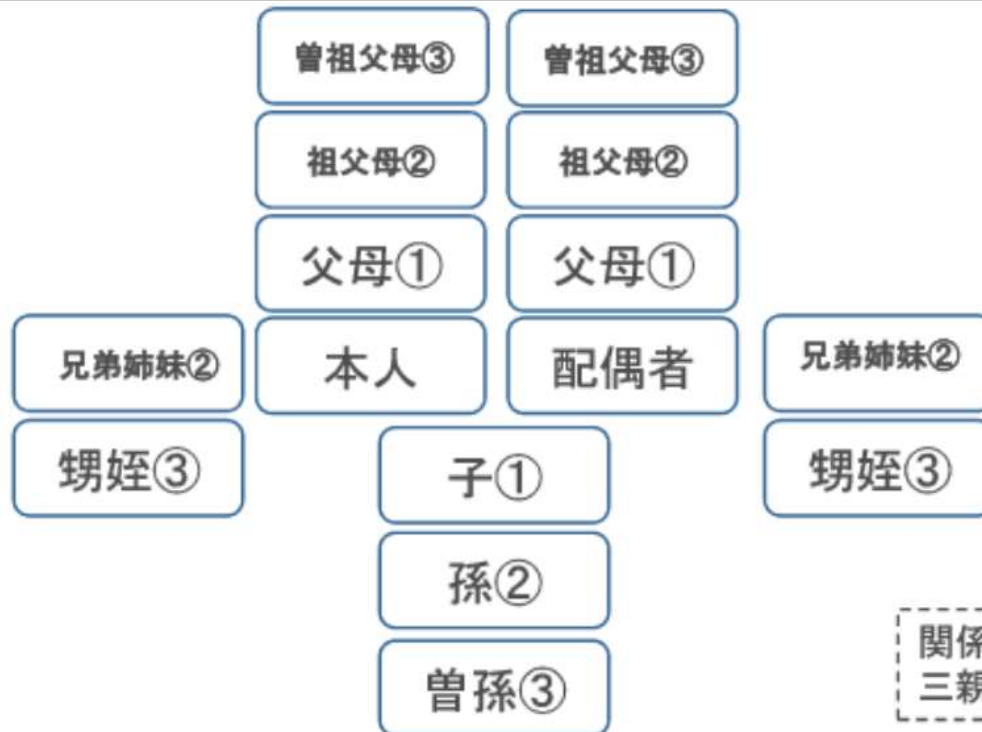 曽祖父母③ 曽祖父母③
祖父母② 祖父母②
父母① 父母①
兄弟姉妹② 本人 配偶者 兄弟姉妹②
甥姪③ 子① 甥姪③
孫②
曽孫③
関係
三親